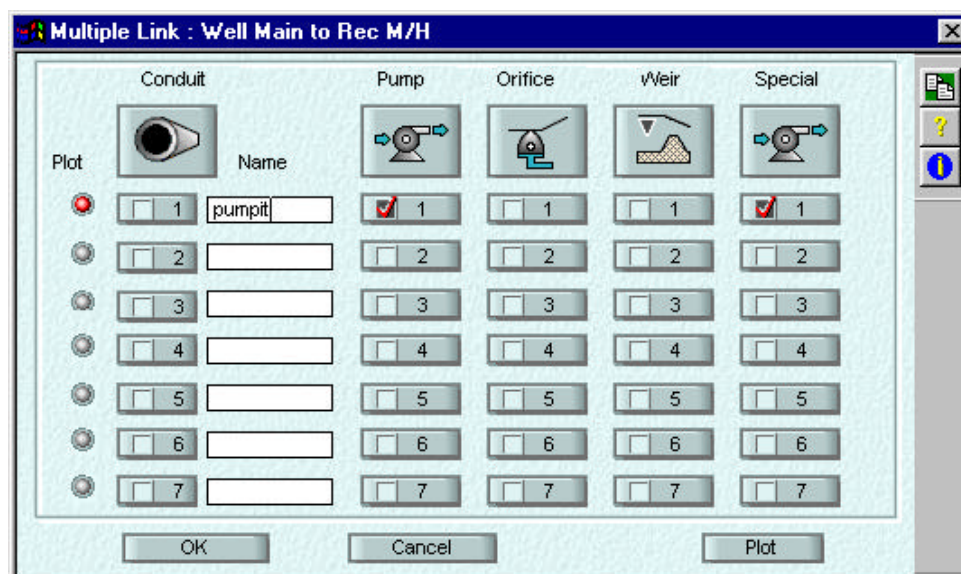 Multiple Link : Well Main to Rec M/H
Conduit Pump Orifice Weir Special
Plot Name
1 pumpit 1 1 1 1
2 2 2 2 2
3 3 3 3 3
4 4 4 4 4
5 5 5 5 5
6 6 6 6 6
7 7 7 7 7
OK Cancel Plot